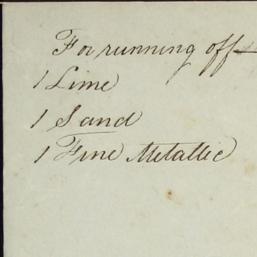 For running off—
1 Lime
1 Sand
1 Fine Metallic